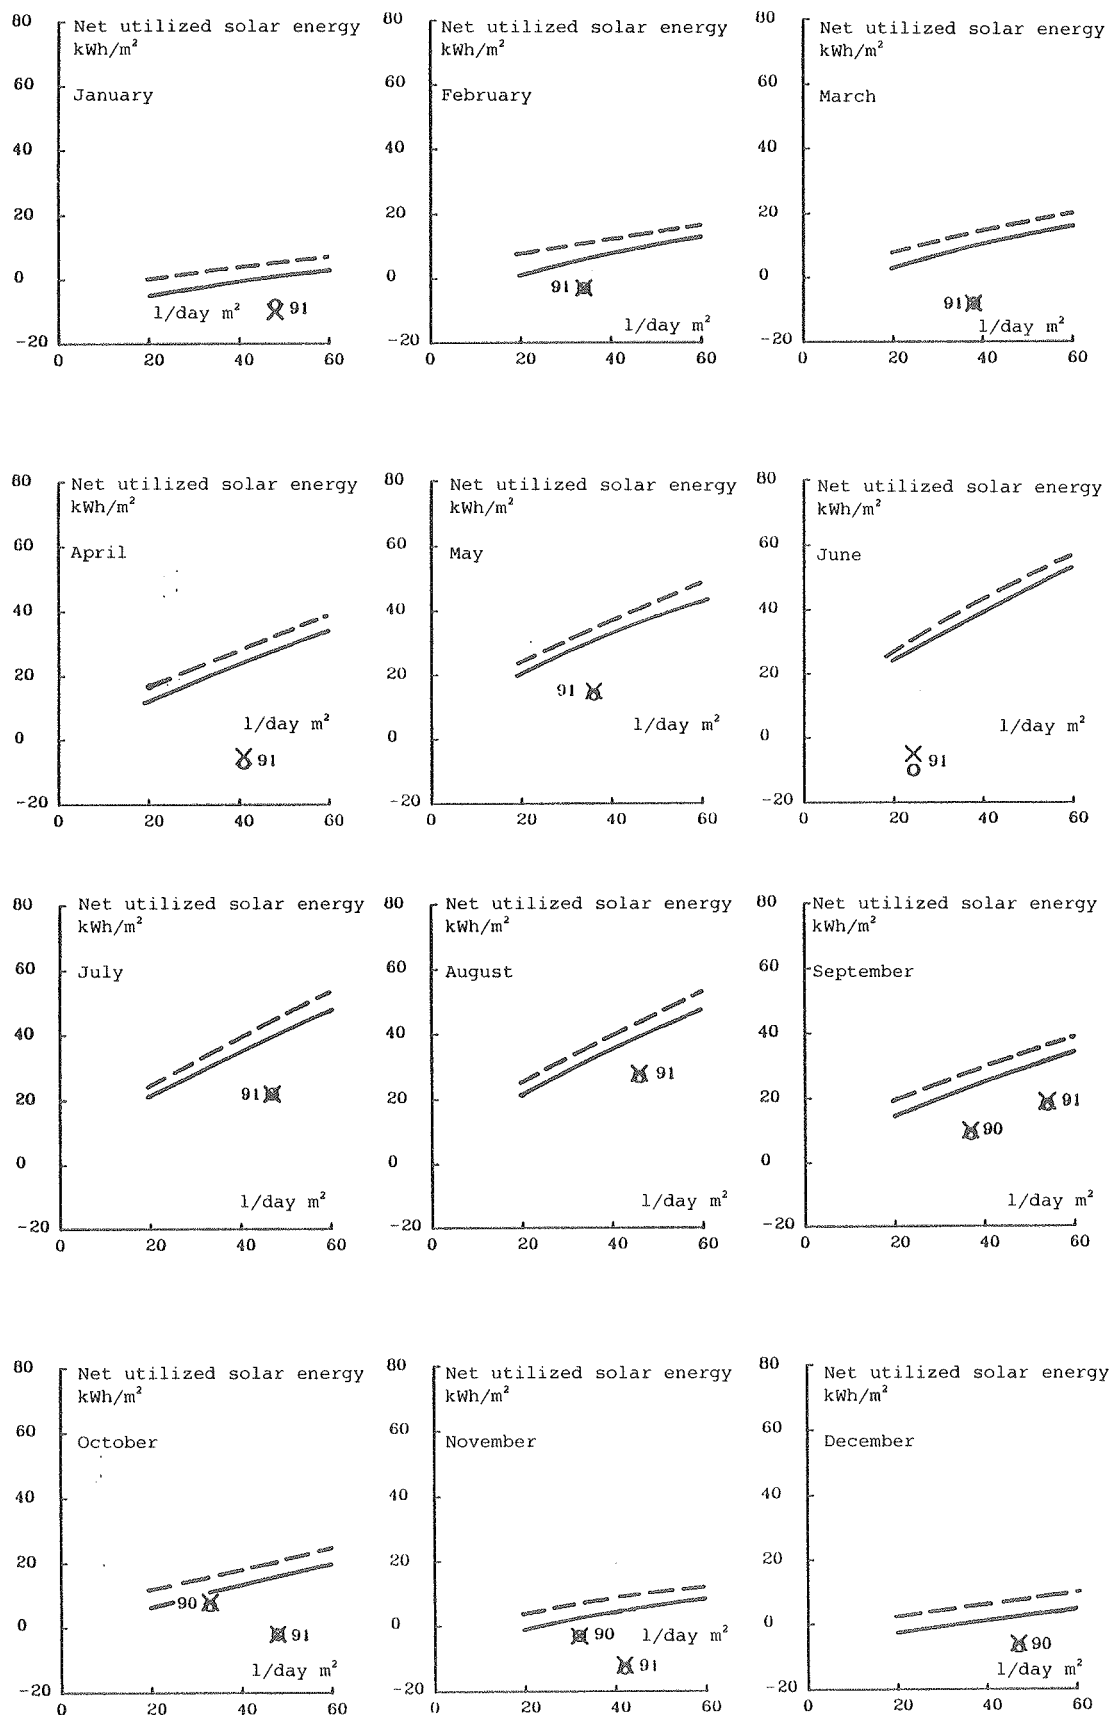 80 Net utilized solar energy
kWh/m²
60
January
40
20
0
l/day m² 91
-20
0 20 40 60
80 Net utilized solar energy
kWh/m²
60
February
40
20
0
91
l/day m²
-20
0 20 40 60
80 Net utilized solar energy
kWh/m²
60
March
40
20
0
91
l/day m²
-20
0 20 40 60
80 Net utilized solar energy
kWh/m²
60
April
40
20
l/day m²
0
91
-20
0 20 40 60
80 Net utilized solar energy
kWh/m²
60
May
40
20
91
l/day m²
0
-20
0 20 40 60
80 Net utilized solar energy
kWh/m²
60
June
40
20
l/day m²
0
91
-20
0 20 40 60
80 Net utilized solar energy
kWh/m²
60
July
40
20
91
0
l/day m²
-20
0 20 40 60
80 Net utilized solar energy
kWh/m²
60
August
40
91
20
0
l/day m²
-20
0 20 40 60
80 Net utilized solar energy
kWh/m²
60
September
40
20
91
90
0
l/day m²
-20
0 20 40 60
80 Net utilized solar energy
kWh/m²
60
October
40
20
90
0
91
l/day m²
-20
0 20 40 60
80 Net utilized solar energy
kWh/m²
60
November
40
20
0
90 l/day m²
91
-20
0 20 40 60
80 Net utilized solar energy
kWh/m²
60
December
40
20
0
90
l/day m²
-20
0 20 40 60